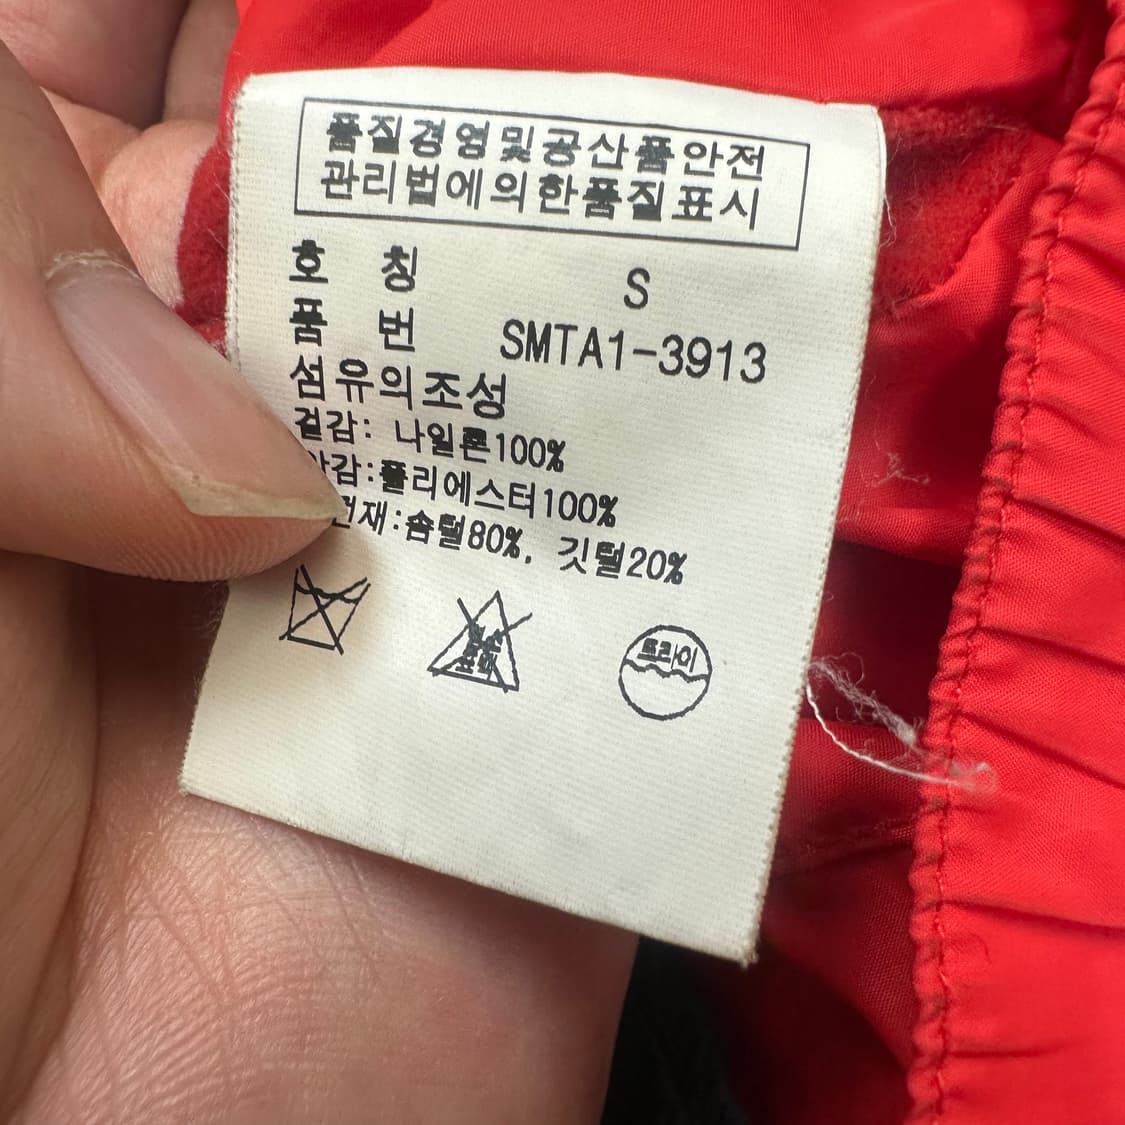 품질경영및공산품안전
관리법에의한품질표시
호 칭 S
품 번 SMTA1-3913
섬유의조성
겉감: 나일론100%
감:폴리에스터100%
전재:솜털80%, 깃털20%
드라이